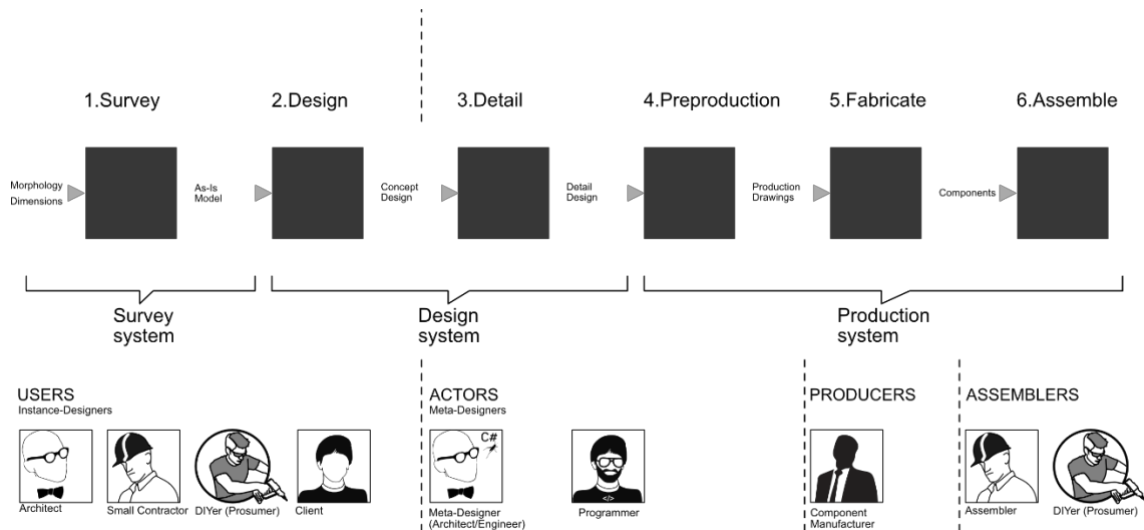 1.Survey
2.Design
3.Detail
4.Preproduction
5.Fabricate
6.Assemble
Morphology
Dimensions
As-Is
Model
Concept
Design
Detail
Design
Production
Drawings
Components
Survey
system
Design
system
Production
system
USERS
Instance-Designers
Architect
Small Contractor
DIYer (Prosumer)
Client
ACTORS
Meta-Designers
C#
Meta-Designer
(Architect/Engineer)
</>
Programmer
PRODUCERS
Component
Manufacturer
ASSEMBLERS
Assembler
DIYer (Prosumer)